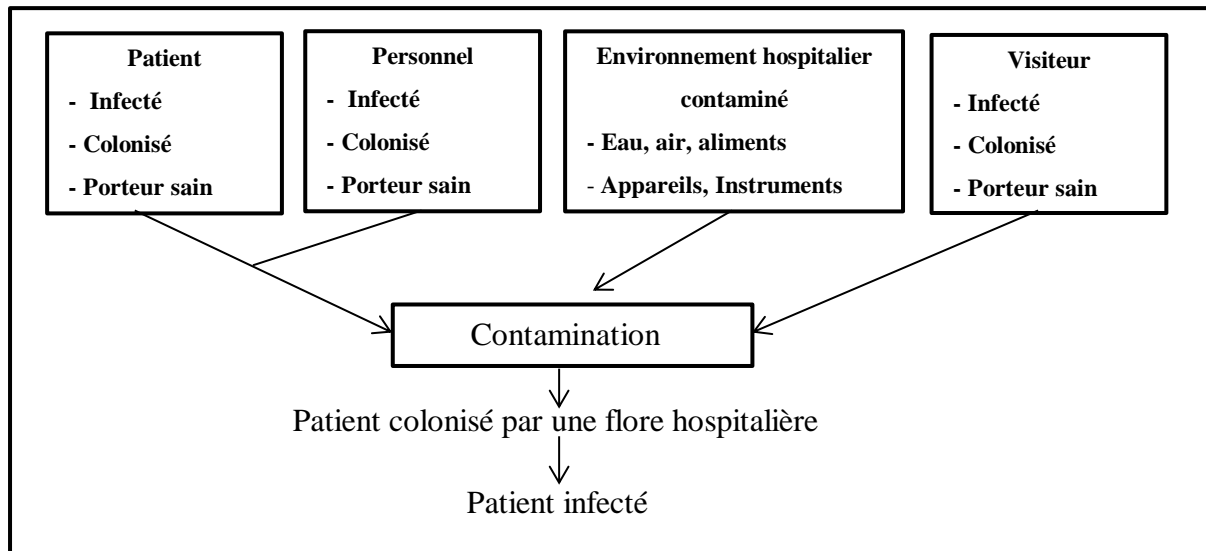 Patient
- Infecté
- Colonisé
- Porteur sain
Personnel
- Infecté
- Colonisé
- Porteur sain
Environnement hospitalier
contaminé
- Eau, air, aliments
- Appareils, Instruments
Visiteur
- Infecté
- Colonisé
- Porteur sain
Contamination
Patient colonisé par une flore hospitalière
Patient infecté